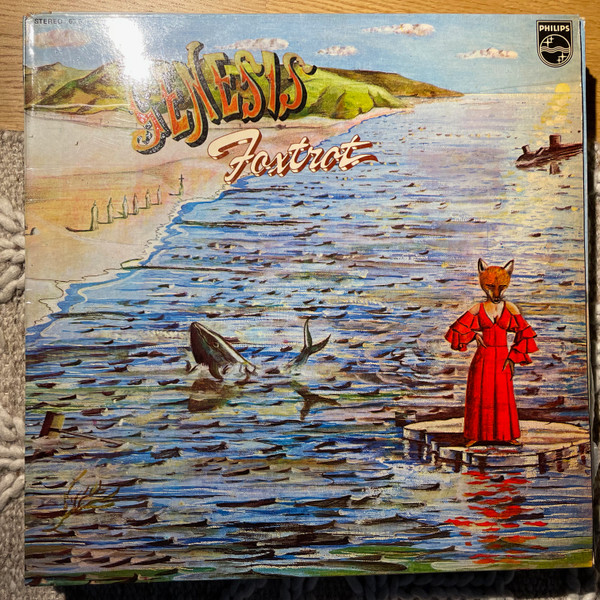 STEREO
PHILIPS
GENESIS
Foxtrot